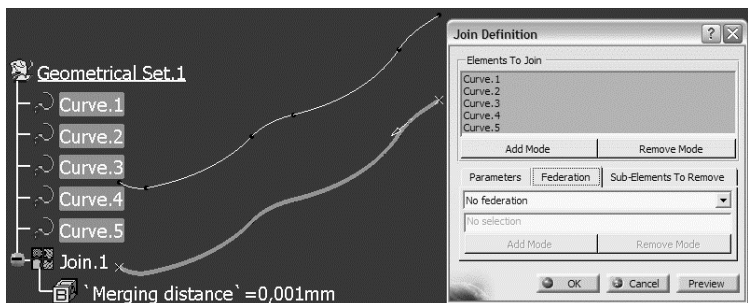 Geometrical Set.1
Curve.1
Curve.2
Curve.3
Curve.4
Curve.5
Join.1
`Merging distance`=0,001mm
Join Definition
Elements To Join
Curve.1
Curve.2
Curve.3
Curve.4
Curve.5
Add Mode
Remove Mode
Parameters
Federation
Sub-Elements To Remove
No federation
No selection
Add Mode
Remove Mode
OK
Cancel
Preview